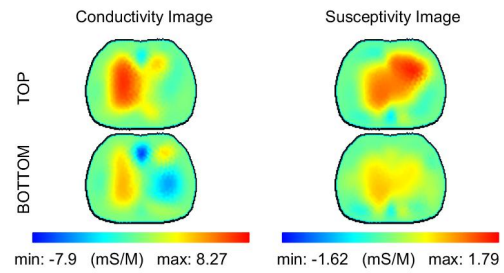 Conductivity Image
Susceptivity Image
TOP
BOTTOM
min: -7.9 (mS/M) max: 8.27
min: -1.62 (mS/M) max: 1.79